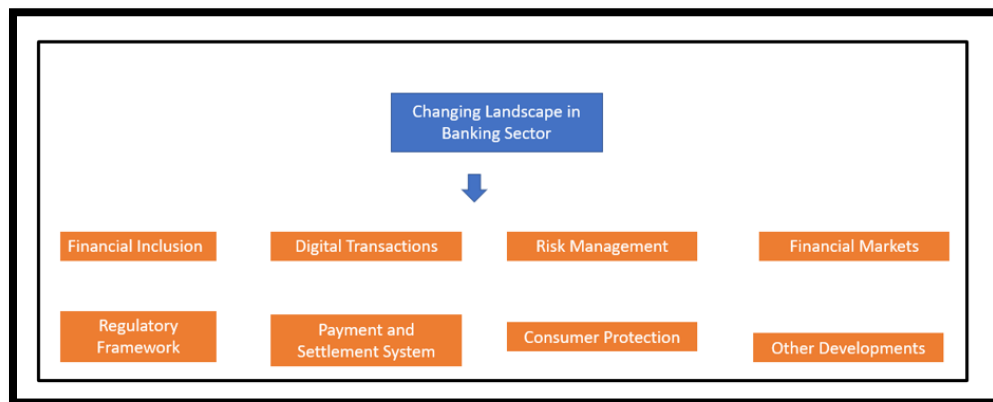 Changing Landscape in
Banking Sector
Financial Inclusion
Digital Transactions
Risk Management
Financial Markets
Regulatory
Framework
Payment and
Settlement System
Consumer Protection
Other Developments